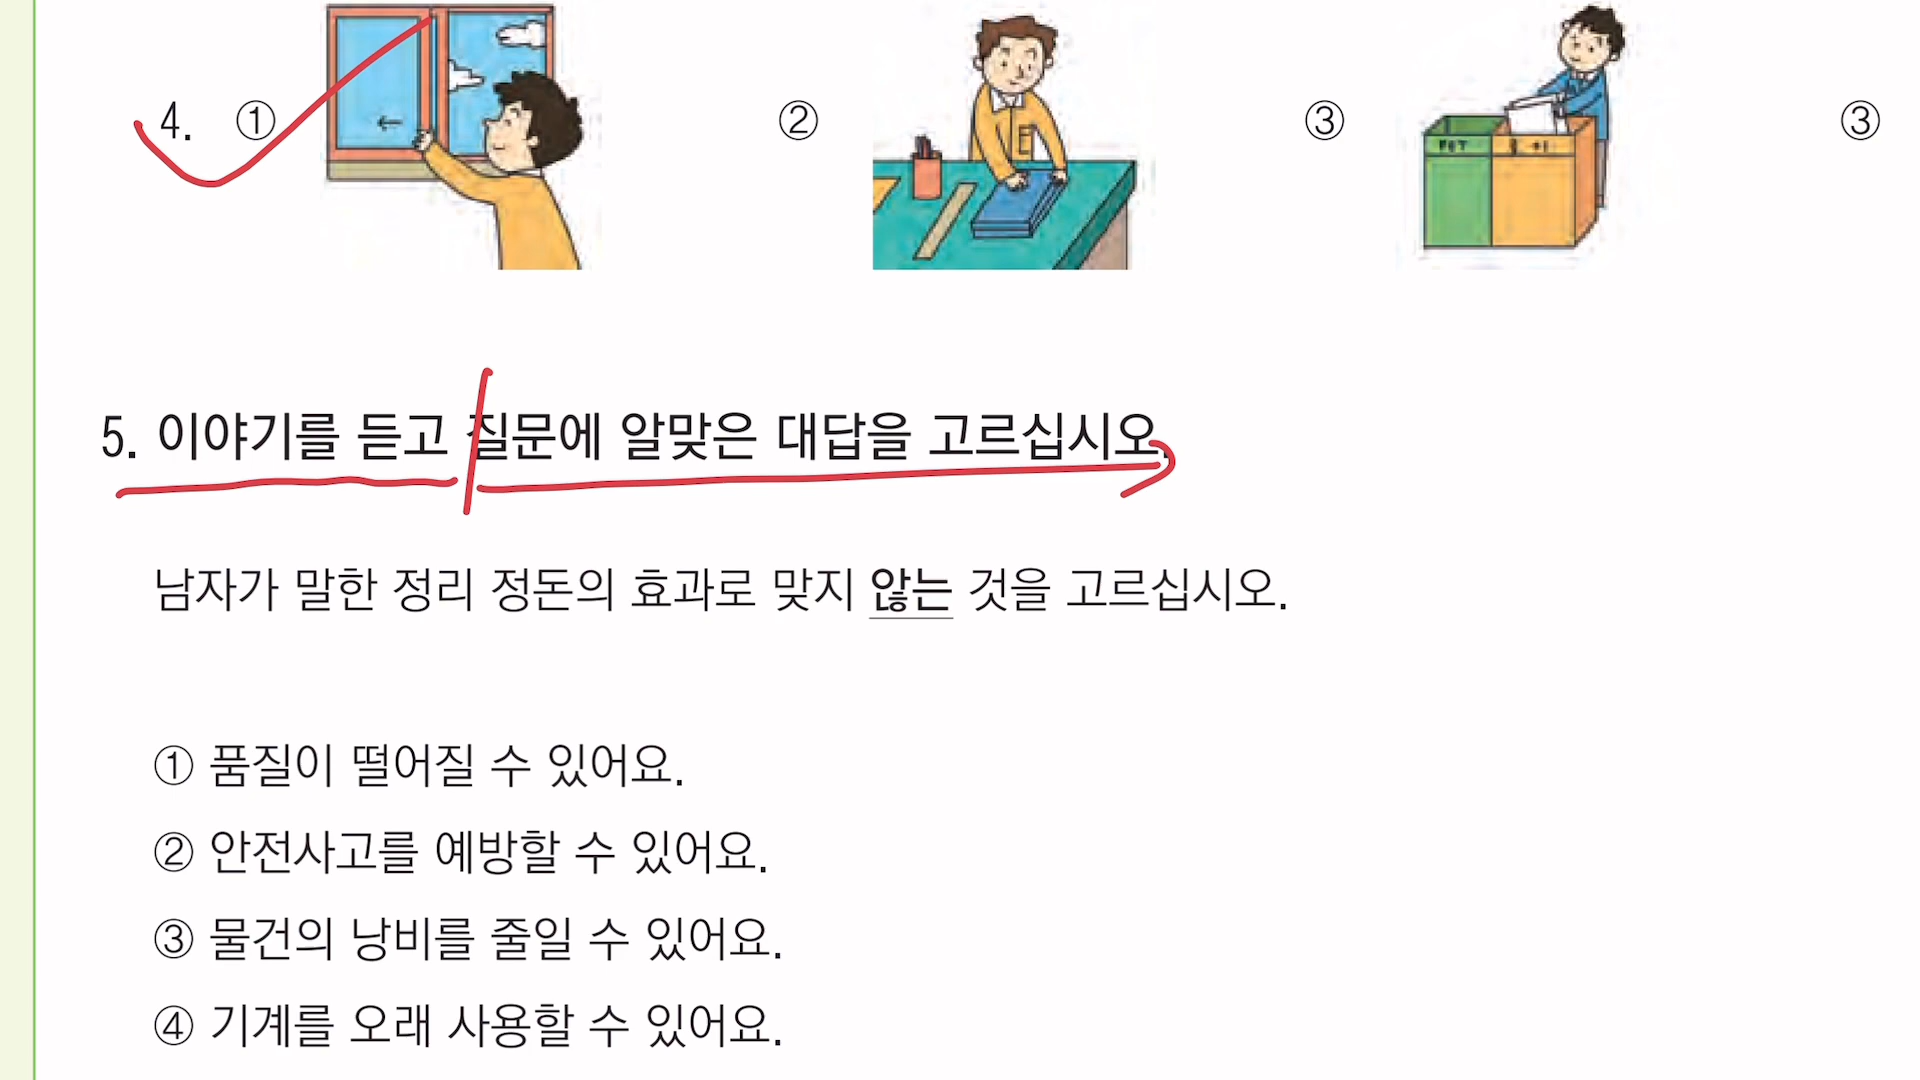 4. ① ② ③ ③
PET 종이
5. 이야기를 듣고 질문에 알맞은 대답을 고르십시오.
남자가 말한 정리 정돈의 효과로 맞지 않는 것을 고르십시오.
① 품질이 떨어질 수 있어요.
② 안전사고를 예방할 수 있어요.
③ 물건의 낭비를 줄일 수 있어요.
④ 기계를 오래 사용할 수 있어요.